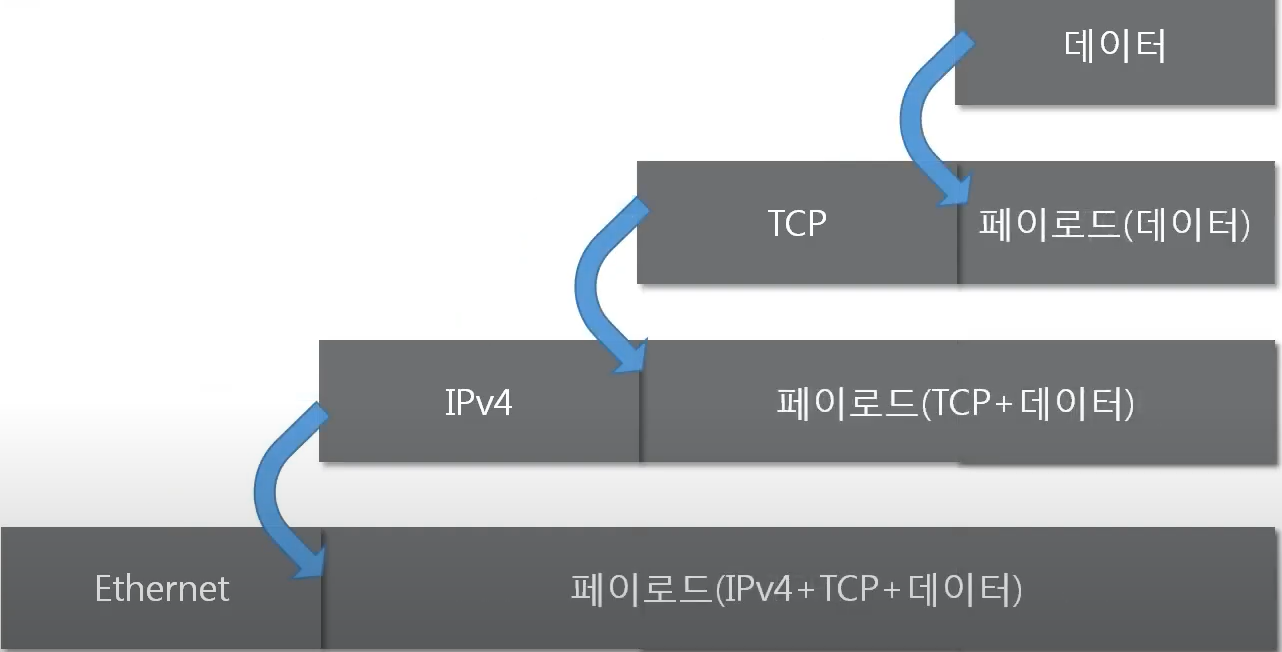 데이터
TCP
페이로드(데이터)
IPv4
페이로드(TCP+데이터)
Ethernet
페이로드(IPv4+TCP+데이터)